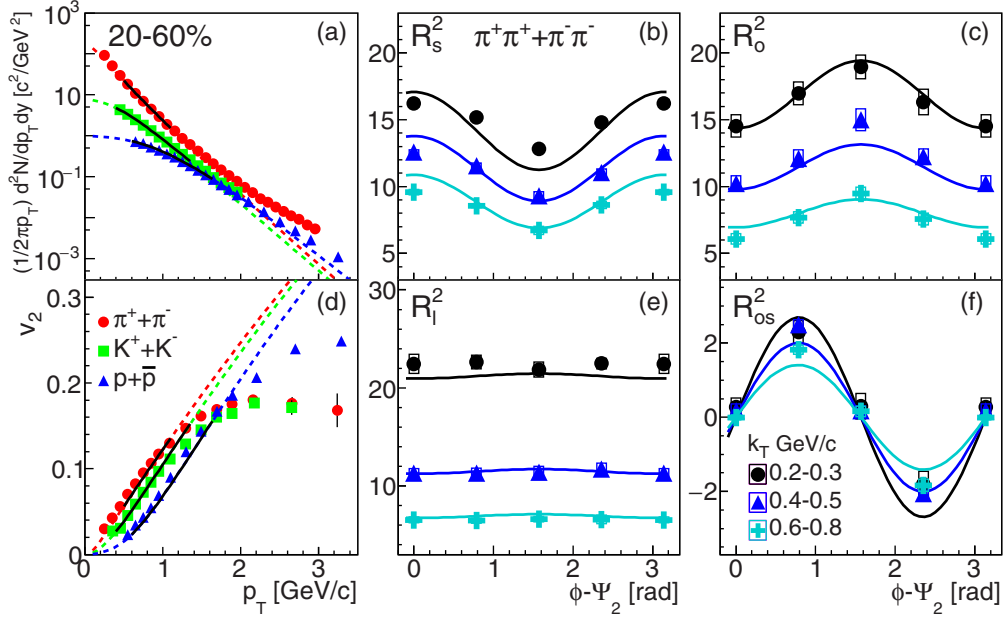 20-60%
(a)
(1/2πp_T) d²N/dp_Tdy [c²/GeV²]
10³
10
10⁻¹
10⁻³
R_s²
π⁺π⁺+π⁻π⁻
(b)
20
15
10
5
R_o²
(c)
20
15
10
5
(d)
v₂
0.3
0.2
0.1
0
π⁺+π⁻
K⁺+K⁻
p+p̅
0
1
2
3
p_T [GeV/c]
R_l²
(e)
30
20
10
0
1
2
3
ϕ-Ψ₂ [rad]
R_os²
(f)
2
0
−2
k_T GeV/c
0.2-0.3
0.4-0.5
0.6-0.8
0
1
2
3
ϕ-Ψ₂ [rad]